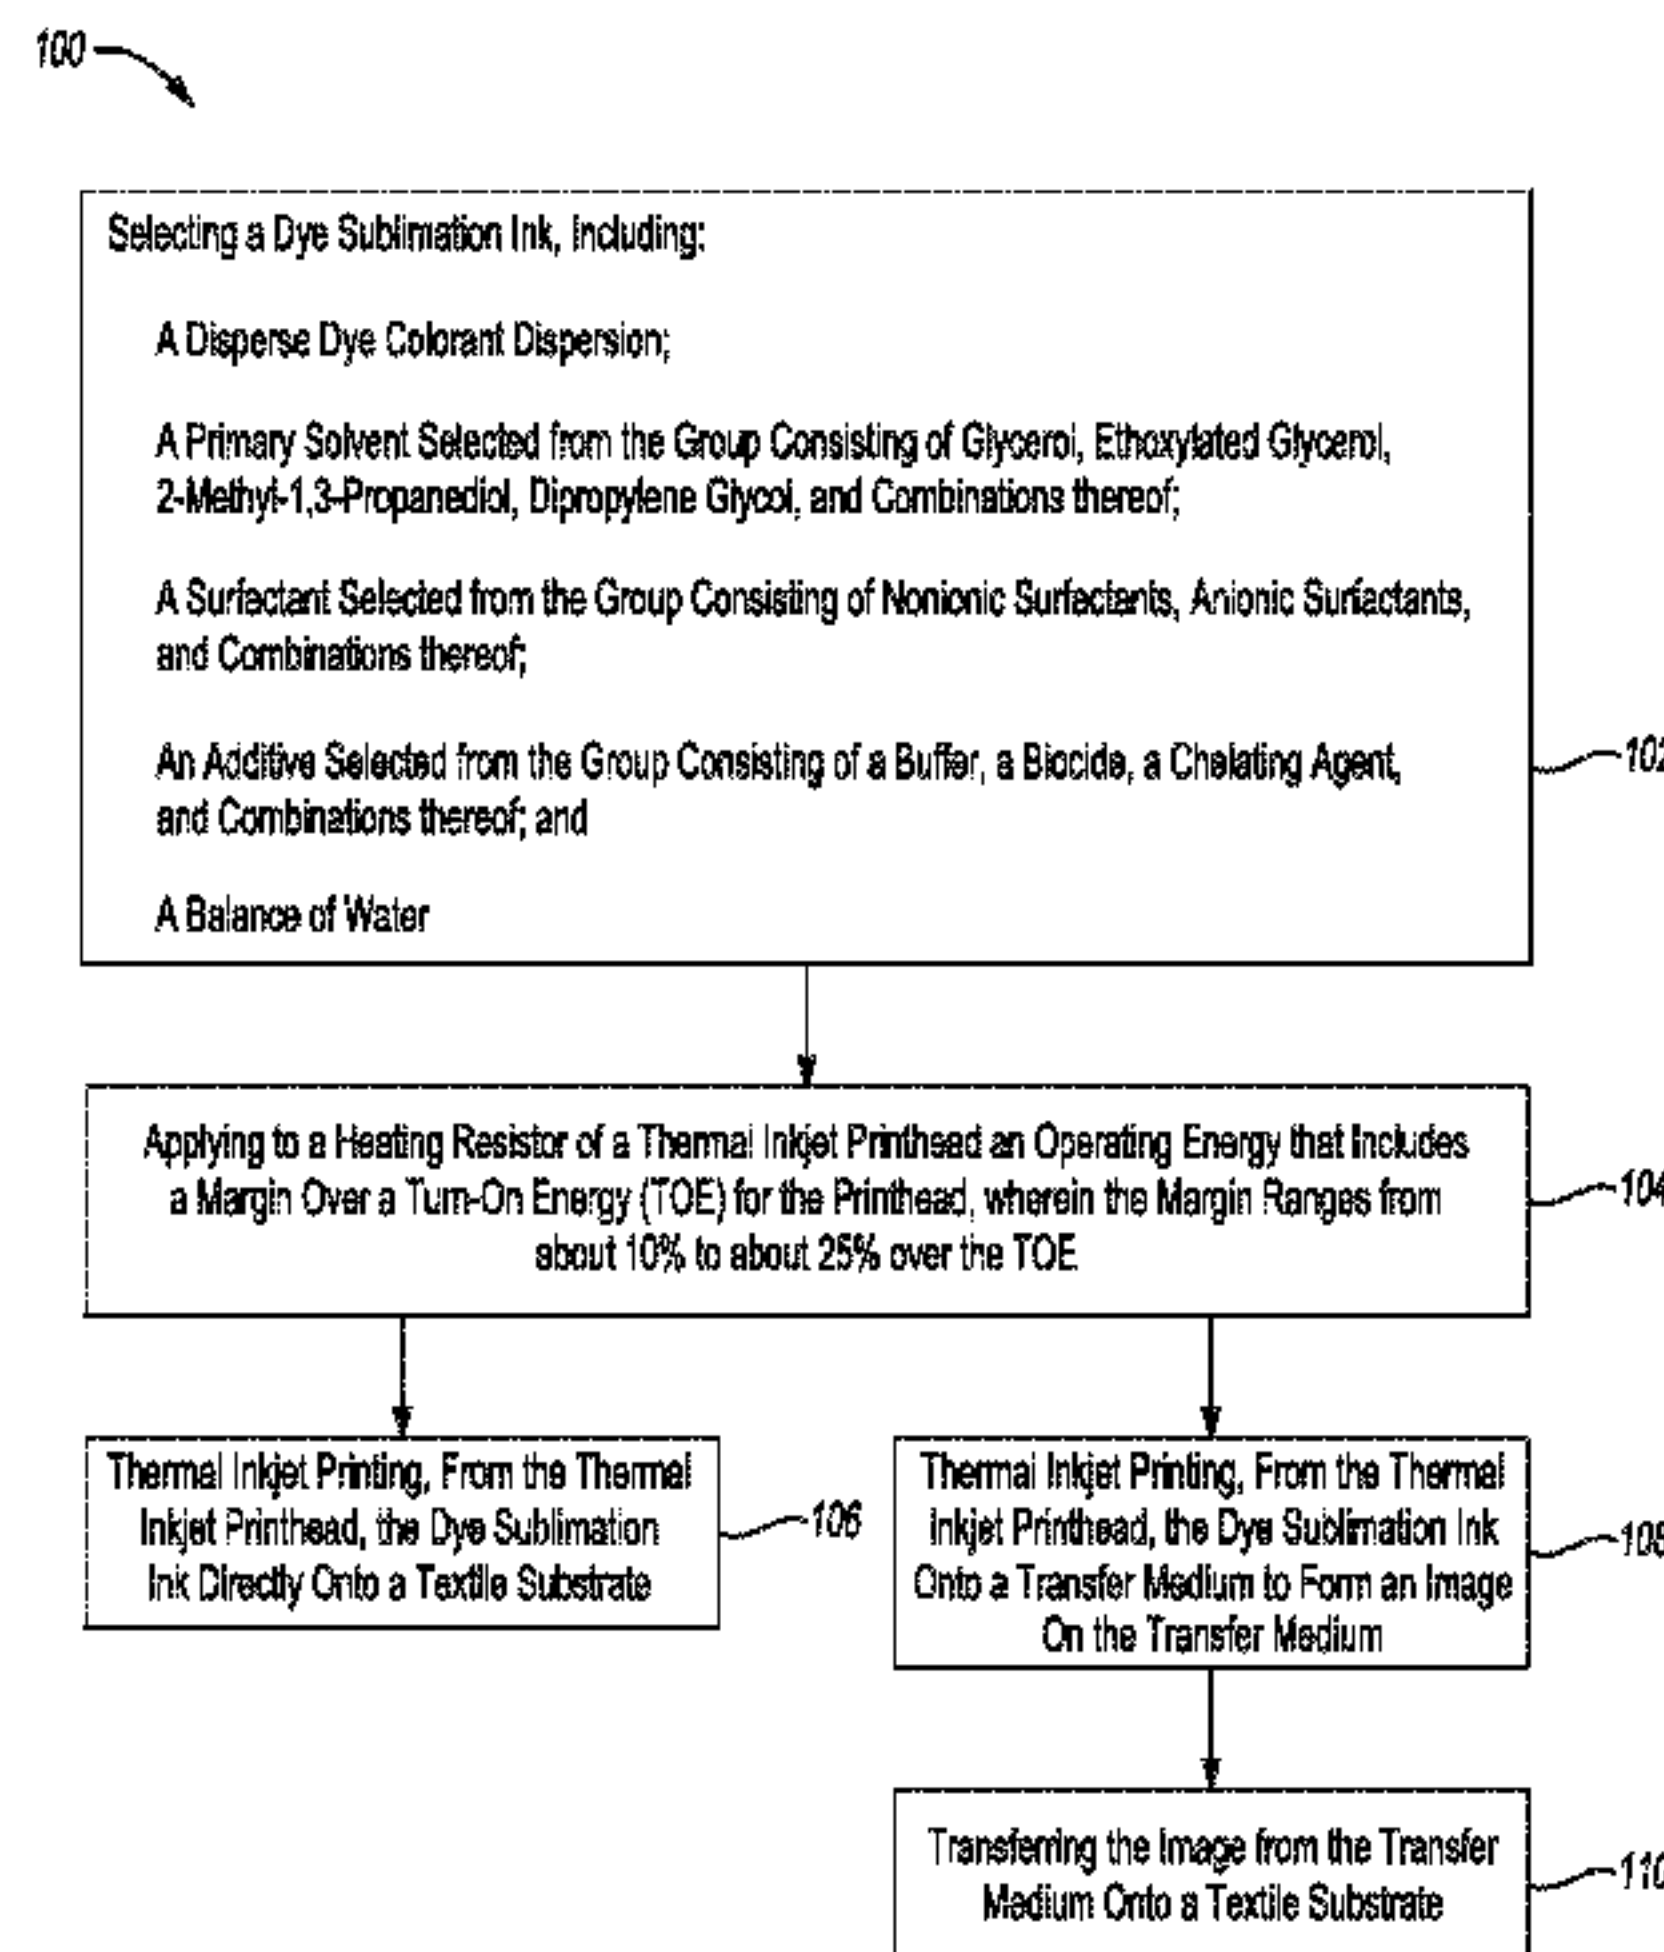 100
Selecting a Dye Sublimation Ink, Including:
A Disperse Dye Colorant Dispersion;
A Primary Solvent Selected from the Group Consisting of Glycerol, Ethoxylated Glycerol,
2-Methyl-1,3-Propanediol, Dipropylene Glycol, and Combinations thereof;
A Surfactant Selected from the Group Consisting of Nonionic Surfactants, Anionic Surfactants,
and Combinations thereof;
An Additive Selected from the Group Consisting of a Buffer, a Biocide, a Chelating Agent,
and Combinations thereof; and
102
A Balance of Water
Applying to a Heating Resistor of a Thermal Inkjet Printhead an Operating Energy that Includes
a Margin Over a Turn-On Energy (TOE) for the Printhead, wherein the Margin Ranges from
about 10% to about 25% over the TOE
104
Thermal Inkjet Printing, From the Thermal
Inkjet Printhead, the Dye Sublimation
Ink Directly Onto a Textile Substrate
106
Thermal Inkjet Printing, From the Thermal
Inkjet Printhead, the Dye Sublimation Ink
Onto a Transfer Medium to Form an Image
On the Transfer Medium
108
Transferring the Image from the Transfer
Medium Onto a Textile Substrate
110